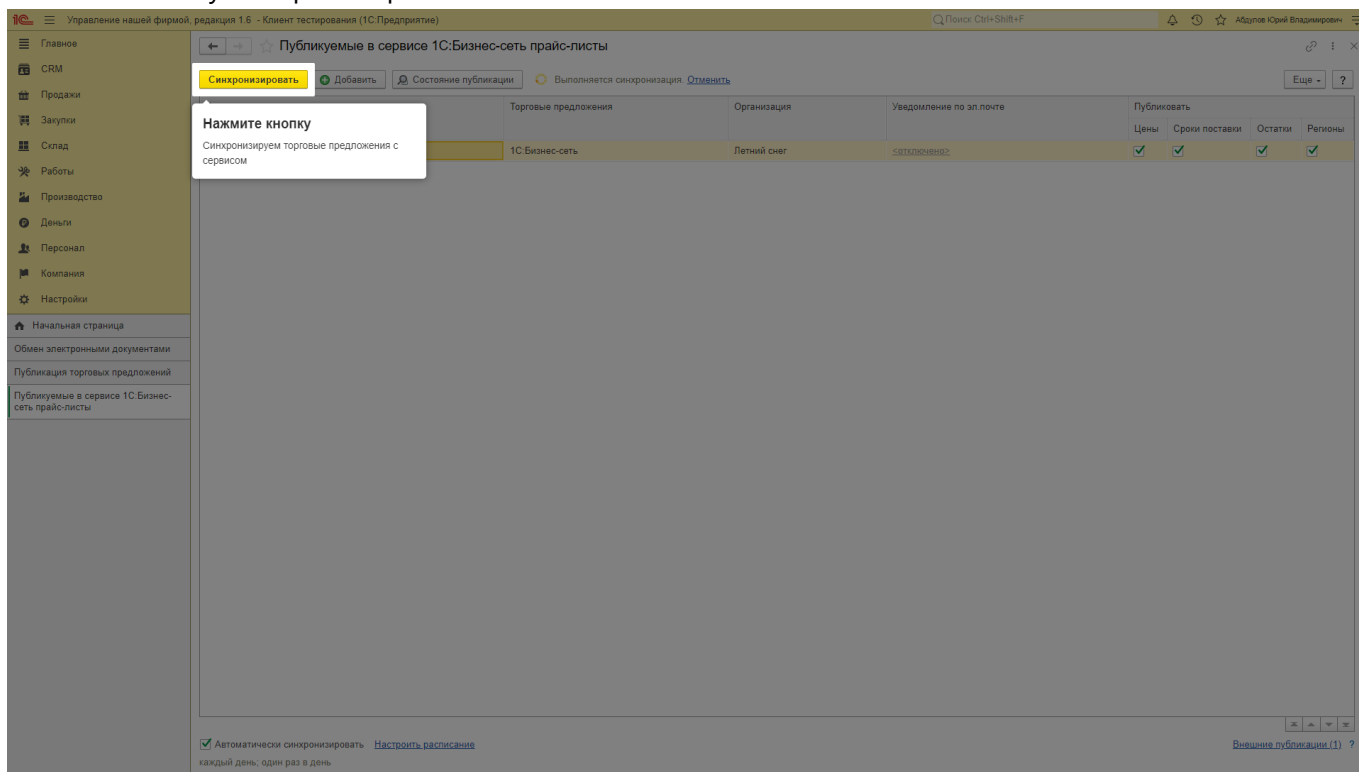 1С
Управление нашей фирмой, редакция 1.6 - Клиент тестирования (1С:Предприятие)
Поиск Ctrl+Shift+F
Абдулов Юрий Владимирович
Главное
CRM
Продажи
Закупки
Склад
Работы
Производство
Деньги
Персонал
Компания
Настройки
Начальная страница
Обмен электронными документами
Публикация торговых предложений
Публикуемые в сервисе 1С:Бизнес-
сеть прайс-листы
Публикуемые в сервисе 1С:Бизнес-сеть прайс-листы
Синхронизировать
Добавить
Состояние публикации
Выполняется синхронизация. Отменить
Еще
?
Нажмите кнопку
Синхронизируем торговые предложения с
сервисом
Торговые предложения
Организация
Уведомление по эл.почте
Публиковать
Цены
Сроки поставки
Остатки
Регионы
1С:Бизнес-сеть
Летний снег
<отключено>
Автоматически синхронизировать Настроить расписание
каждый день; один раз в день
Внешние публикации (1) ?